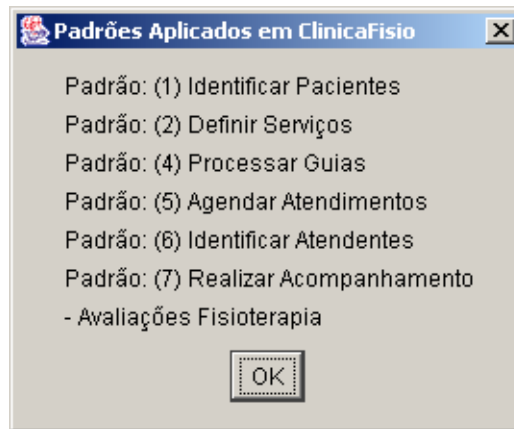 Padrões Aplicados em ClinicaFisio
Padrão: (1) Identificar Pacientes
Padrão: (2) Definir Serviços
Padrão: (4) Processar Guias
Padrão: (5) Agendar Atendimentos
Padrão: (6) Identificar Atendentes
Padrão: (7) Realizar Acompanhamento
- Avaliações Fisioterapia
OK